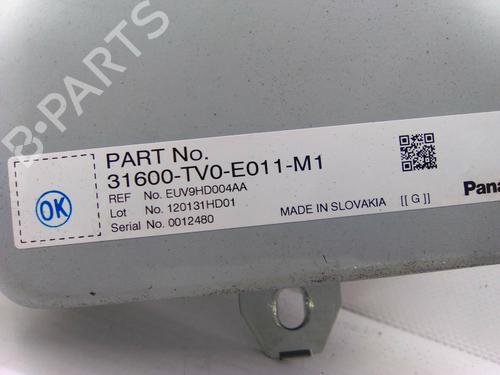 B-PARTS
OK
PART No.
31600-TV0-E011-M1
REF No. EUV9HD004AA
Lot No. 120131HD01
Serial No. 0012480
MADE IN SLOVAKIA [[ G ]]
Pana